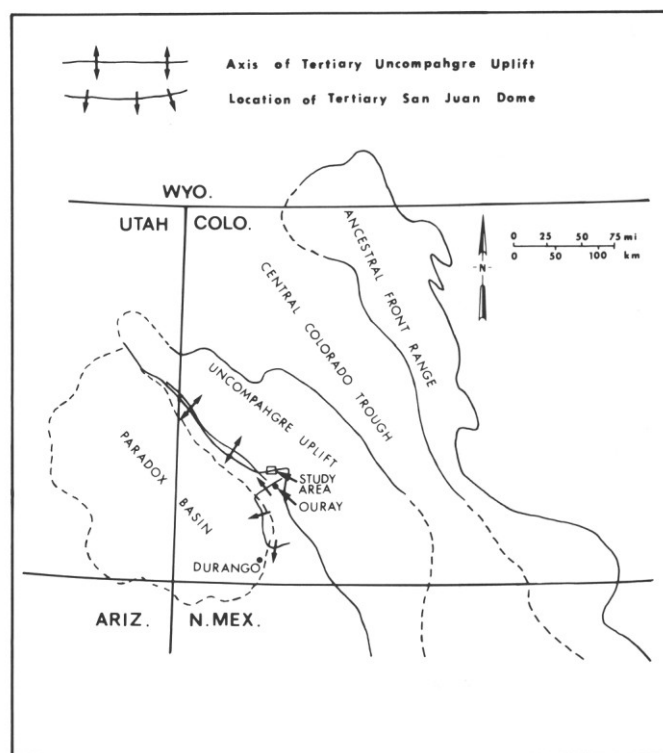 Axis of Tertiary Uncompahgre Uplift
Location of Tertiary San Juan Dome
WYO.
UTAH COLO.
ANCESTRAL FRONT RANGE
CENTRAL COLORADO TROUGH
N
0 25 50 75 mi
0 50 100 km
UNCOMPAHGRE UPLIFT
PARADOX BASIN
STUDY
AREA
OURAY
DURANGO
ARIZ. N.MEX.